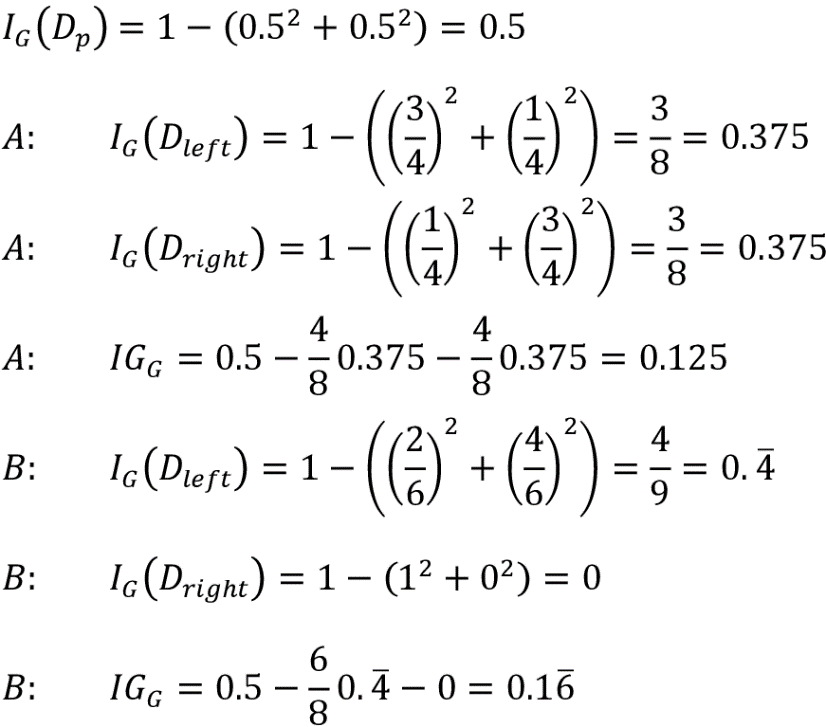 I_G(D_p) = 1 − (0.5² + 0.5²) = 0.5
A: I_G(D_left) = 1 − ((3/4)² + (1/4)²) = 3/8 = 0.375
A: I_G(D_right) = 1 − ((1/4)² + (3/4)²) = 3/8 = 0.375
A: IG_G = 0.5 − 4/8 0.375 − 4/8 0.375 = 0.125
B: I_G(D_left) = 1 − ((2/6)² + (4/6)²) = 4/9 = 0.4̄
B: I_G(D_right) = 1 − (1² + 0²) = 0
B: IG_G = 0.5 − 6/8 0.4̄ − 0 = 0.16̄